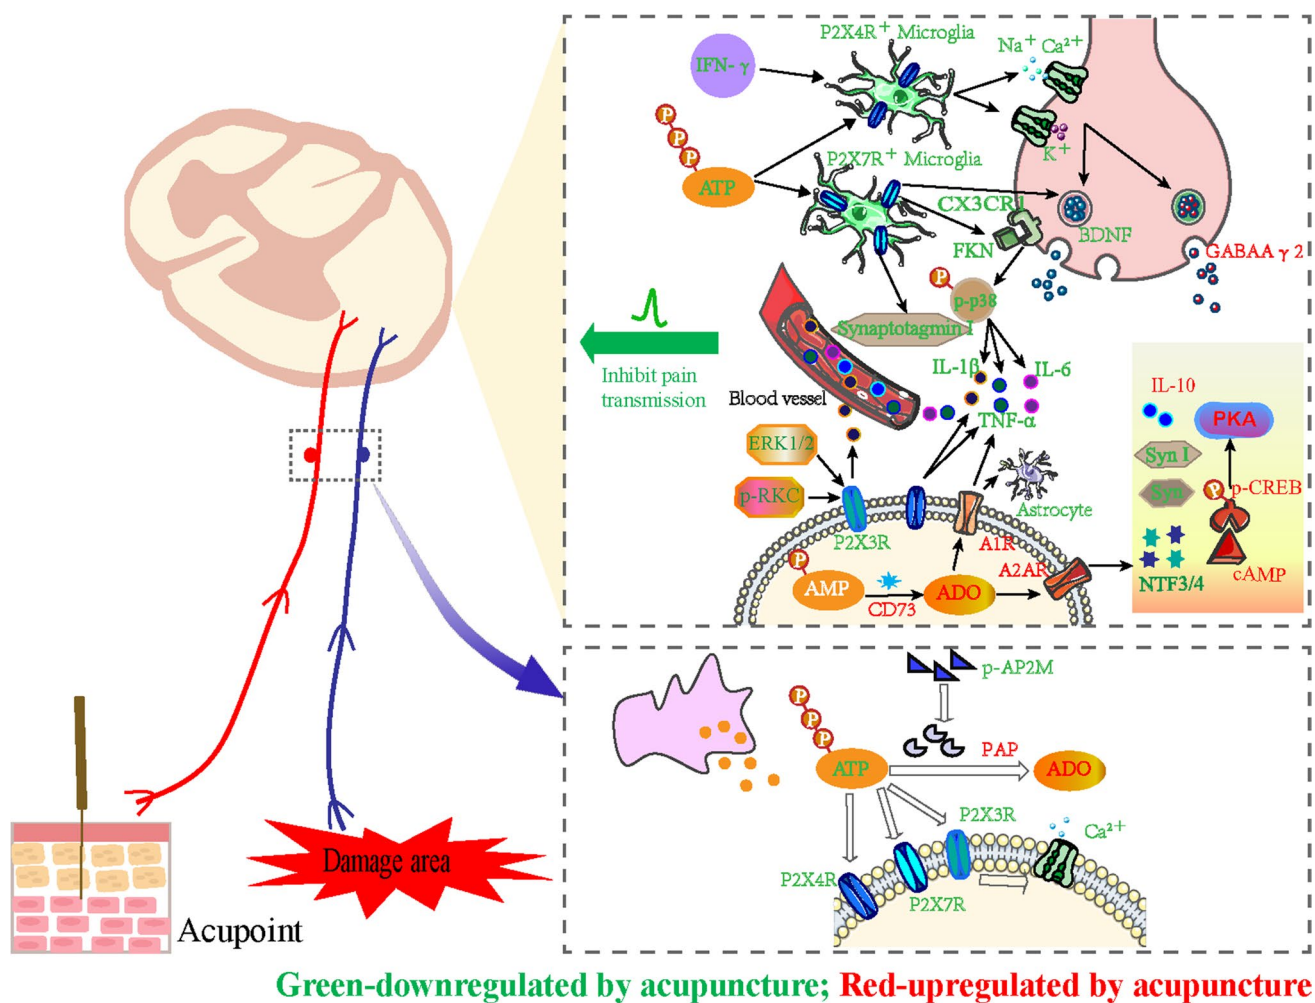 P2X4R⁺ Microglia
Na⁺ Ca²⁺
IFN- γ
P
P
P
ATP
K⁺
P2X7R⁺ Microglia
CX3CR1
FKN
BDNF
GABAA γ 2
P
p-p38
Synaptotagmin I
Inhibit pain
transmission
Blood vessel
IL-1β
IL-6
TNF-α
ERK1/2
p-RKC
P2X3R
Astrocyte
A1R
A2AR
P
AMP
CD73
ADO
IL-10
PKA
Syn I
Syn
P
p-CREB
NTF3/4
cAMP
p-AP2M
P
P
P
ATP
PAP
ADO
P2X3R
Ca²⁺
P2X4R
P2X7R
Damage area
Acupoint
Green-downregulated by acupuncture; Red-upregulated by acupuncture